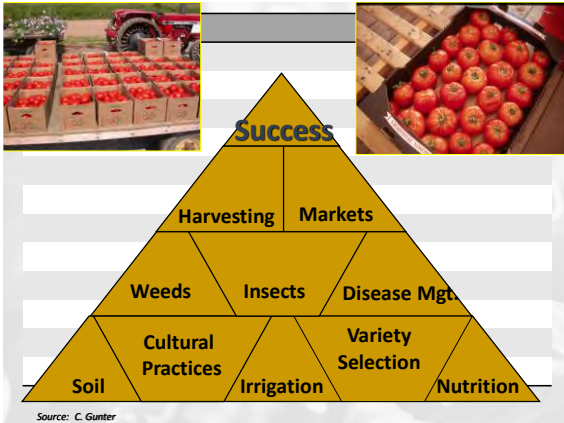 Success
Harvesting
Markets
Weeds
Insects
Disease Mgt.
Cultural
Practices
Variety
Selection
Soil
Irrigation
Nutrition
Source: C. Gunter